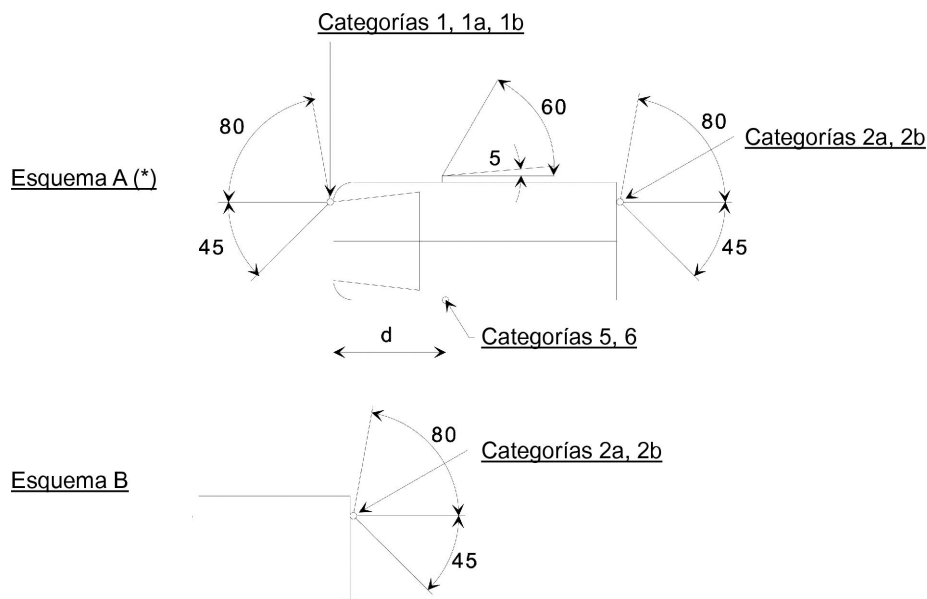 Categorías 1, 1a, 1b
80
60
80
5
Categorías 2a, 2b
Esquema A (*)
45
45
d
Categorías 5, 6
80
Categorías 2a, 2b
Esquema B
45